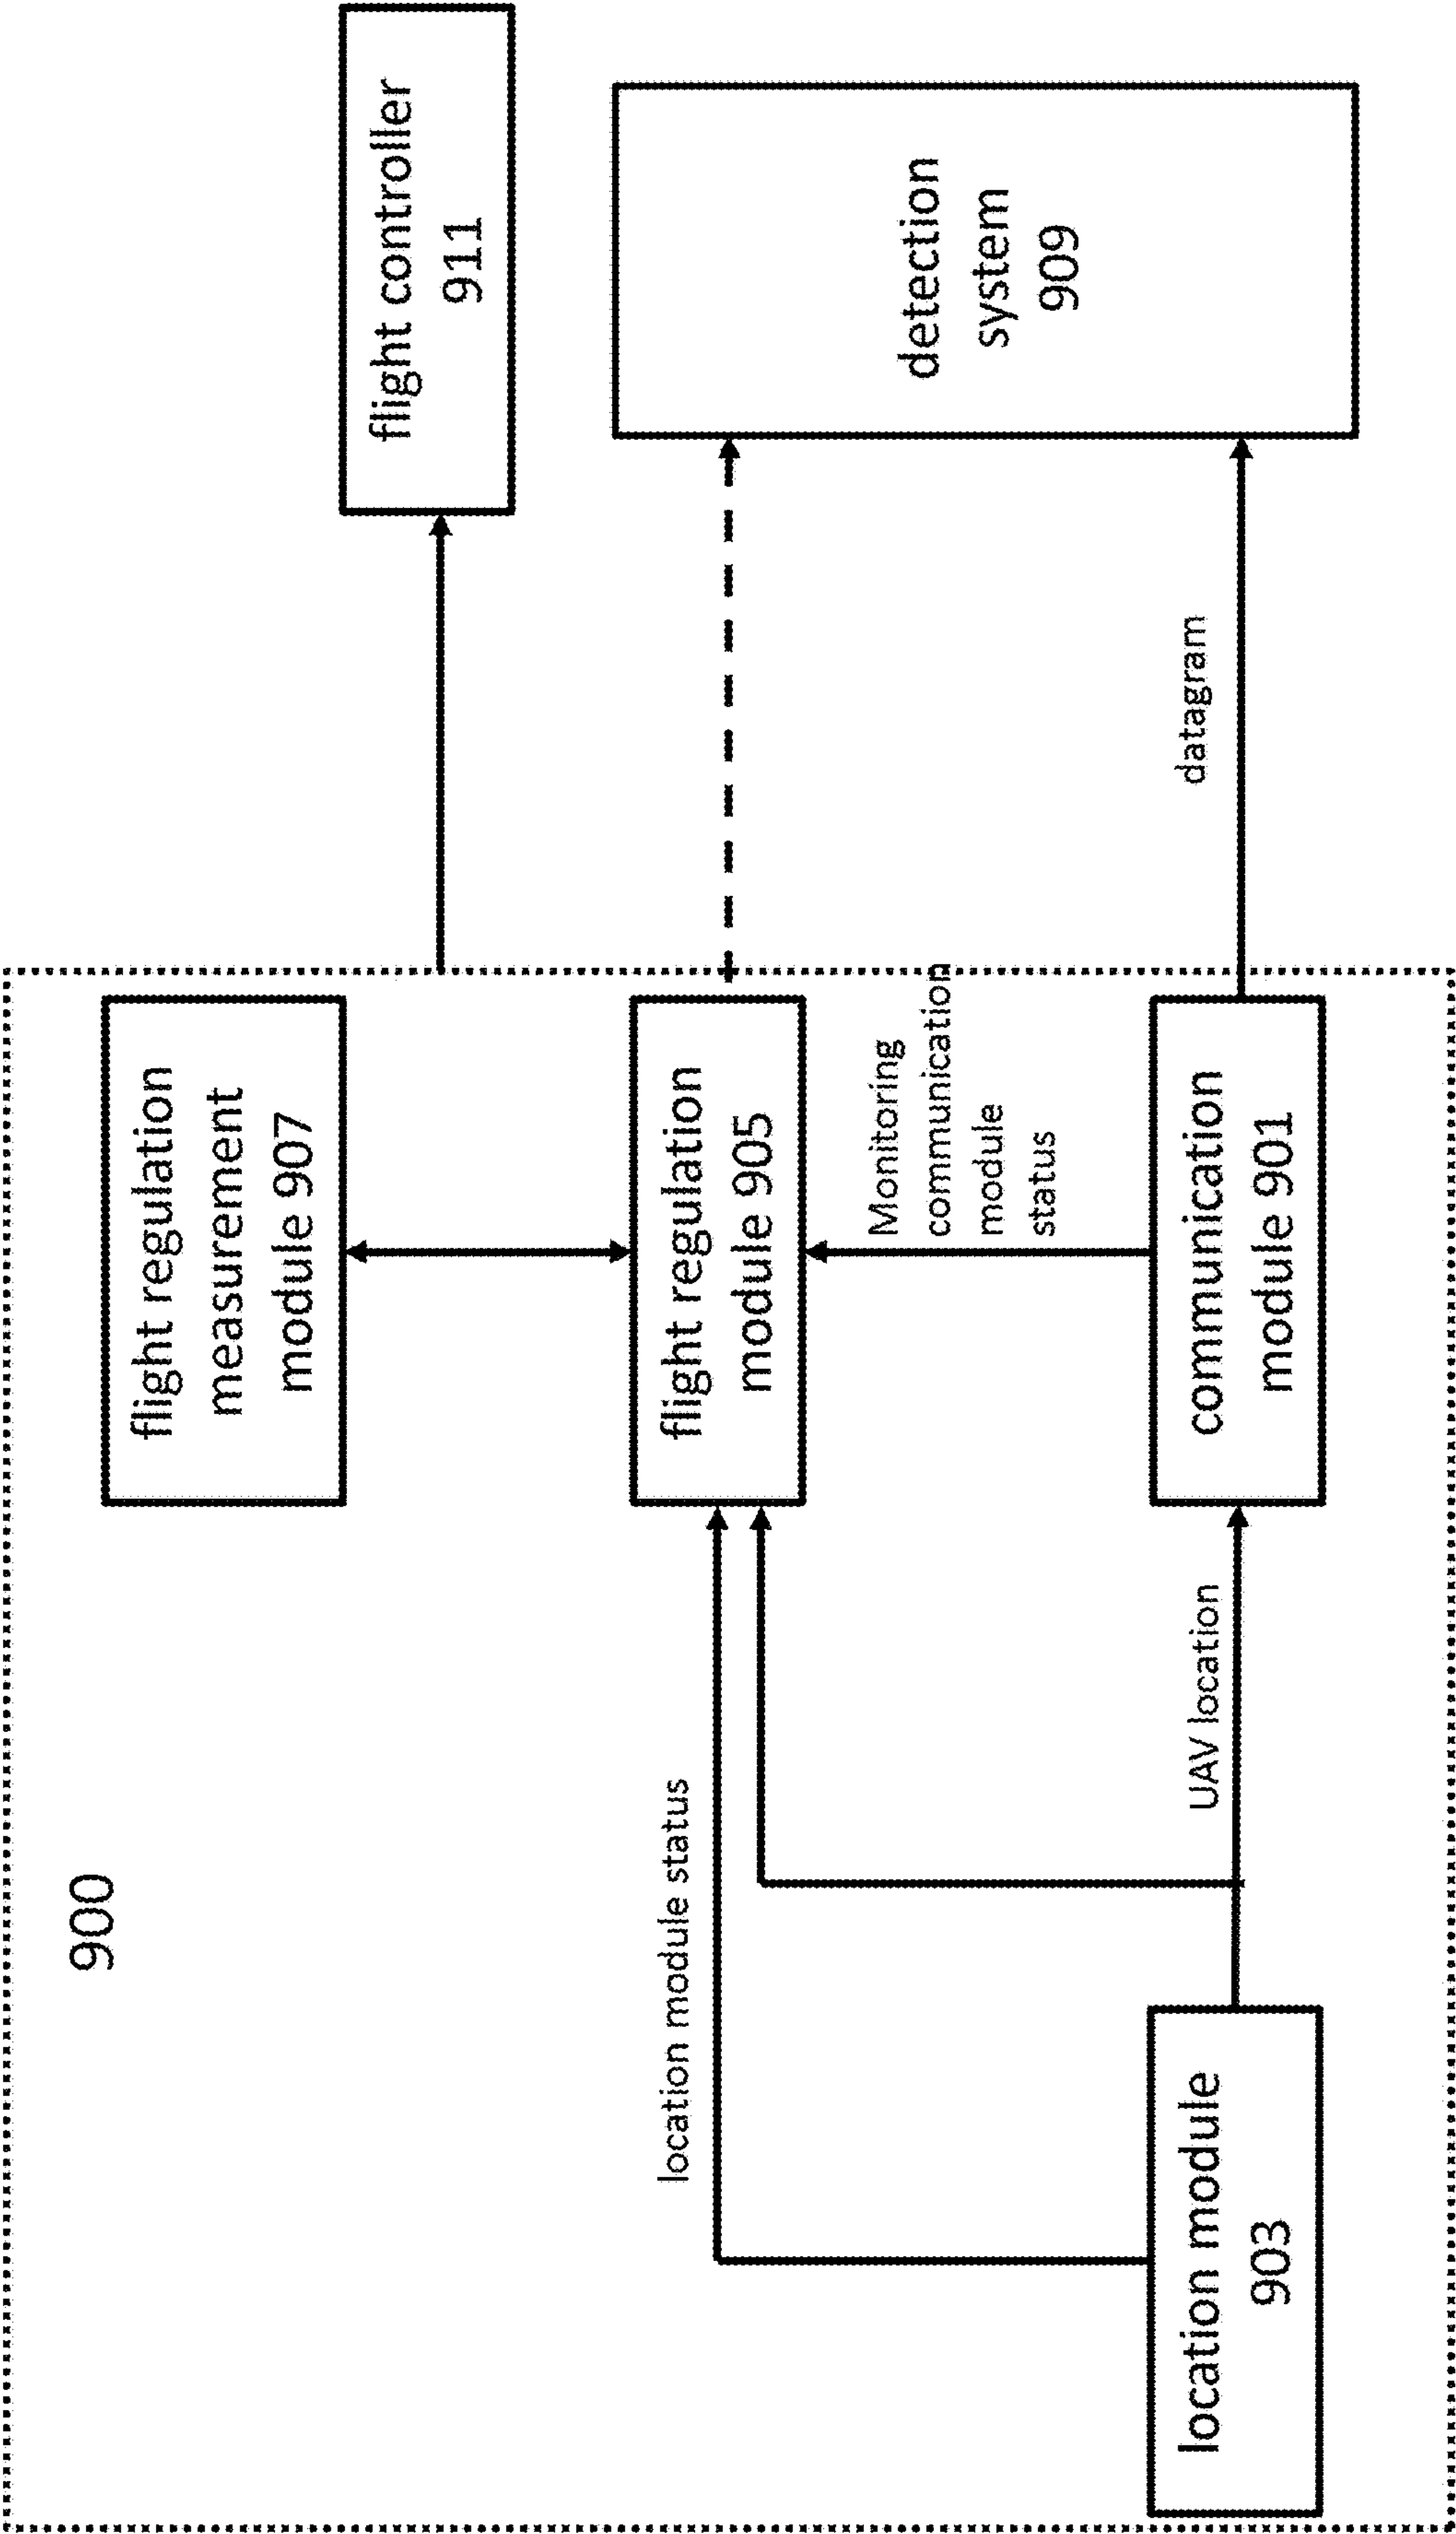 900
flight regulation
measurement
module 907
flight controller
911
location module status
flight regulation
module 905
Monitoring
communication
module
status
detection
system
909
location module
903
UAV location
communication
module 901
datagram